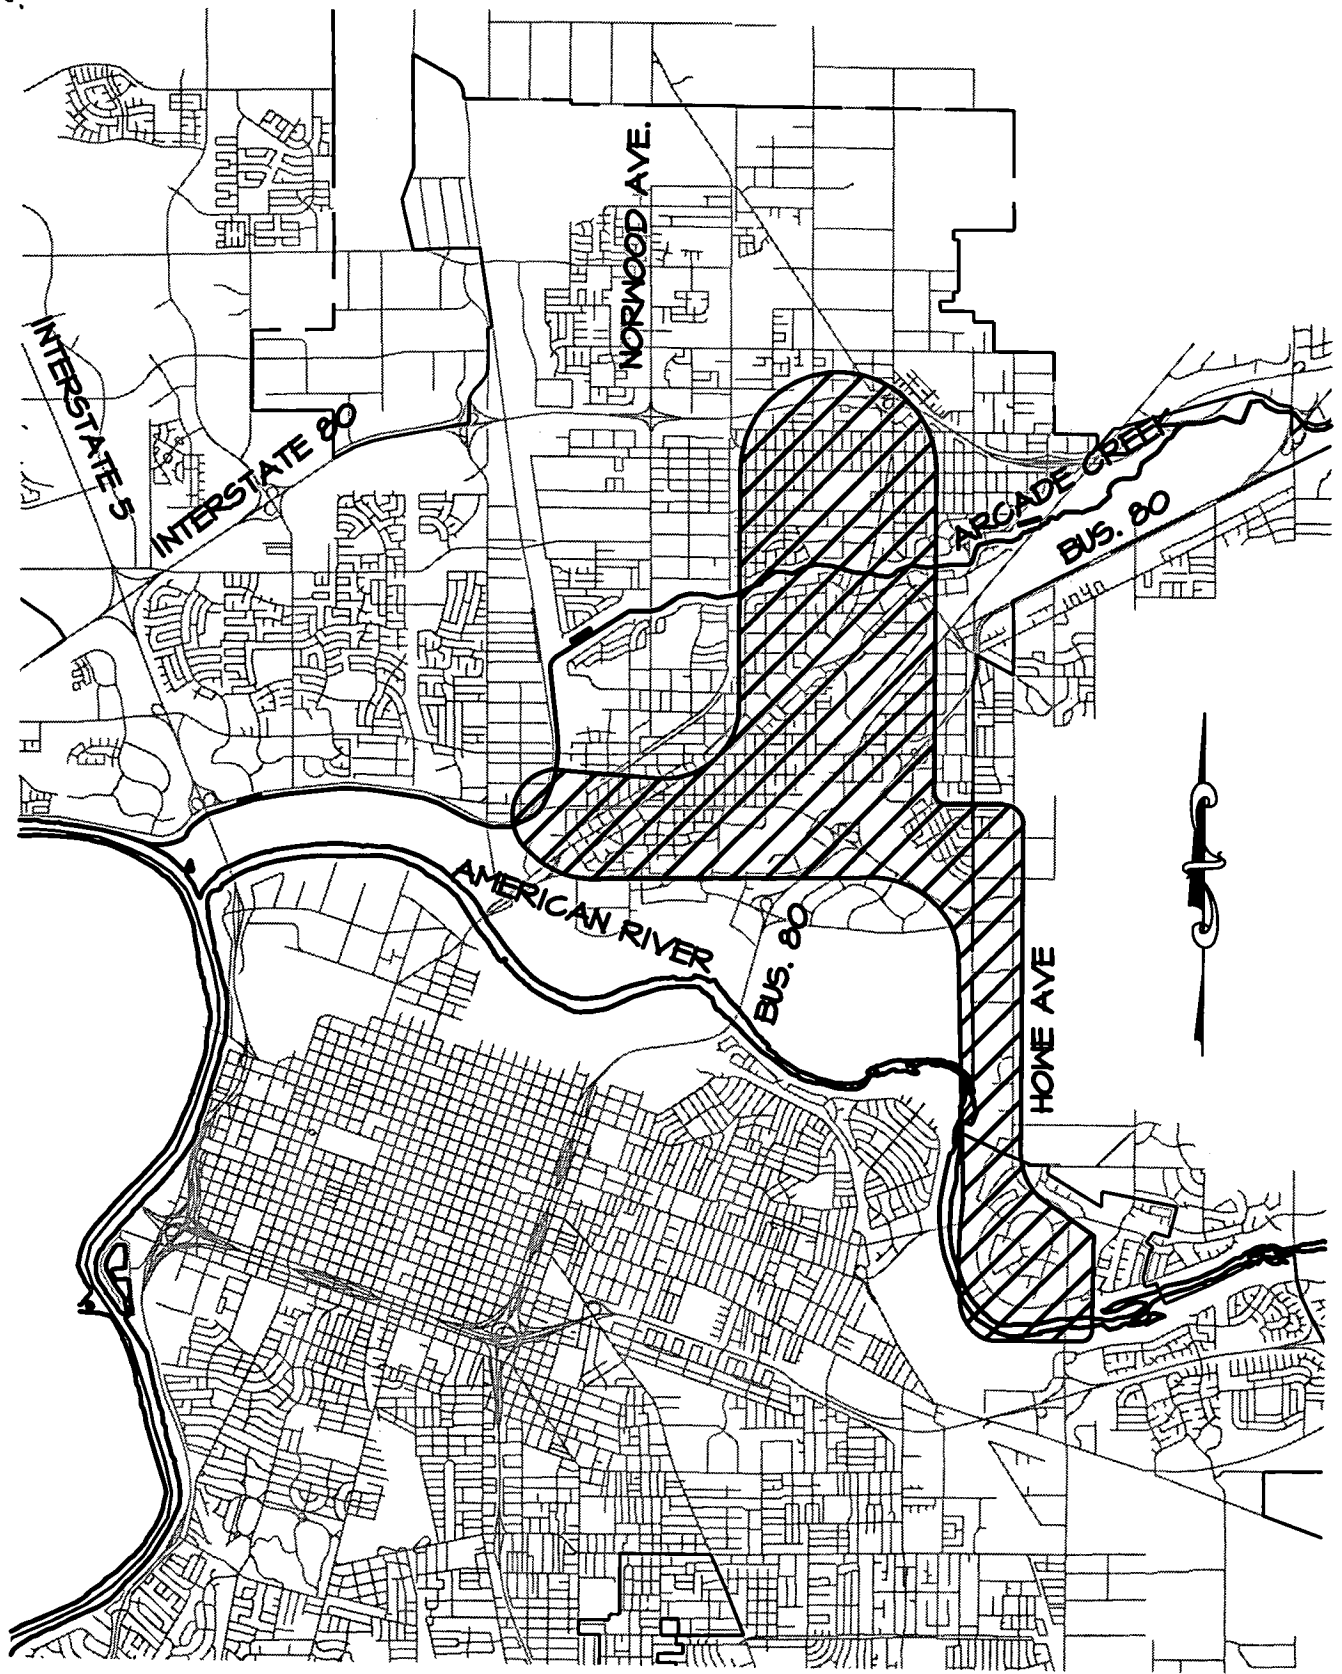 NORWOOD AVE.
INTERSTATE 5
INTERSTATE 80
ARCADE CREEK
BUS. 80
AMERICAN RIVER
BUS. 80
HOWE AVE